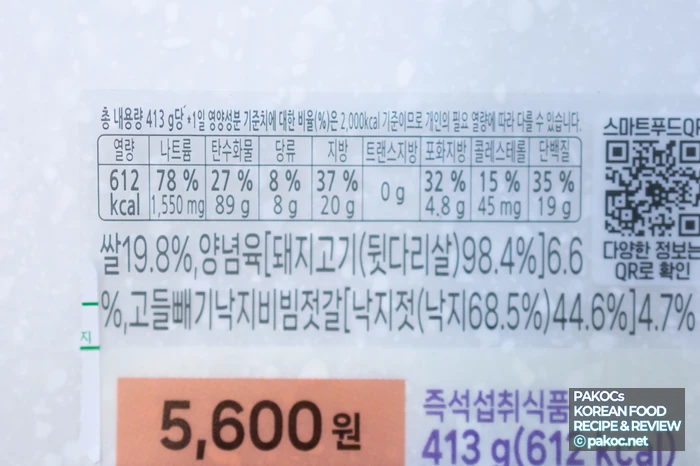 총 내용량 413 g당 *1일 영양성분 기준치에 대한 비율(%)은 2,000kcal 기준이므로 개인의 필요 열량에 따라 다를 수 있습니다.
열량 나트륨 탄수화물 당류 지방 트랜스지방 포화지방 콜레스테롤 단백질
612 kcal 78 % 1,550 mg 27 % 89 g 8 % 8 g 37 % 20 g 0 g 32 % 4.8 g 15 % 45 mg 35 % 19 g
스마트푸드QR
다양한 정보는
QR로 확인
쌀19.8%,양념육[돼지고기(뒷다리살)98.4%]6.6
%,고들빼기낙지비빔젓갈[낙지젓(낙지68.5%)44.6%]4.7%
지
5,600원
즉석섭취식품
413 g(612 kcal)
PAKOCs
KOREAN FOOD
RECIPE & REVIEW
ⓒ pakoc.net